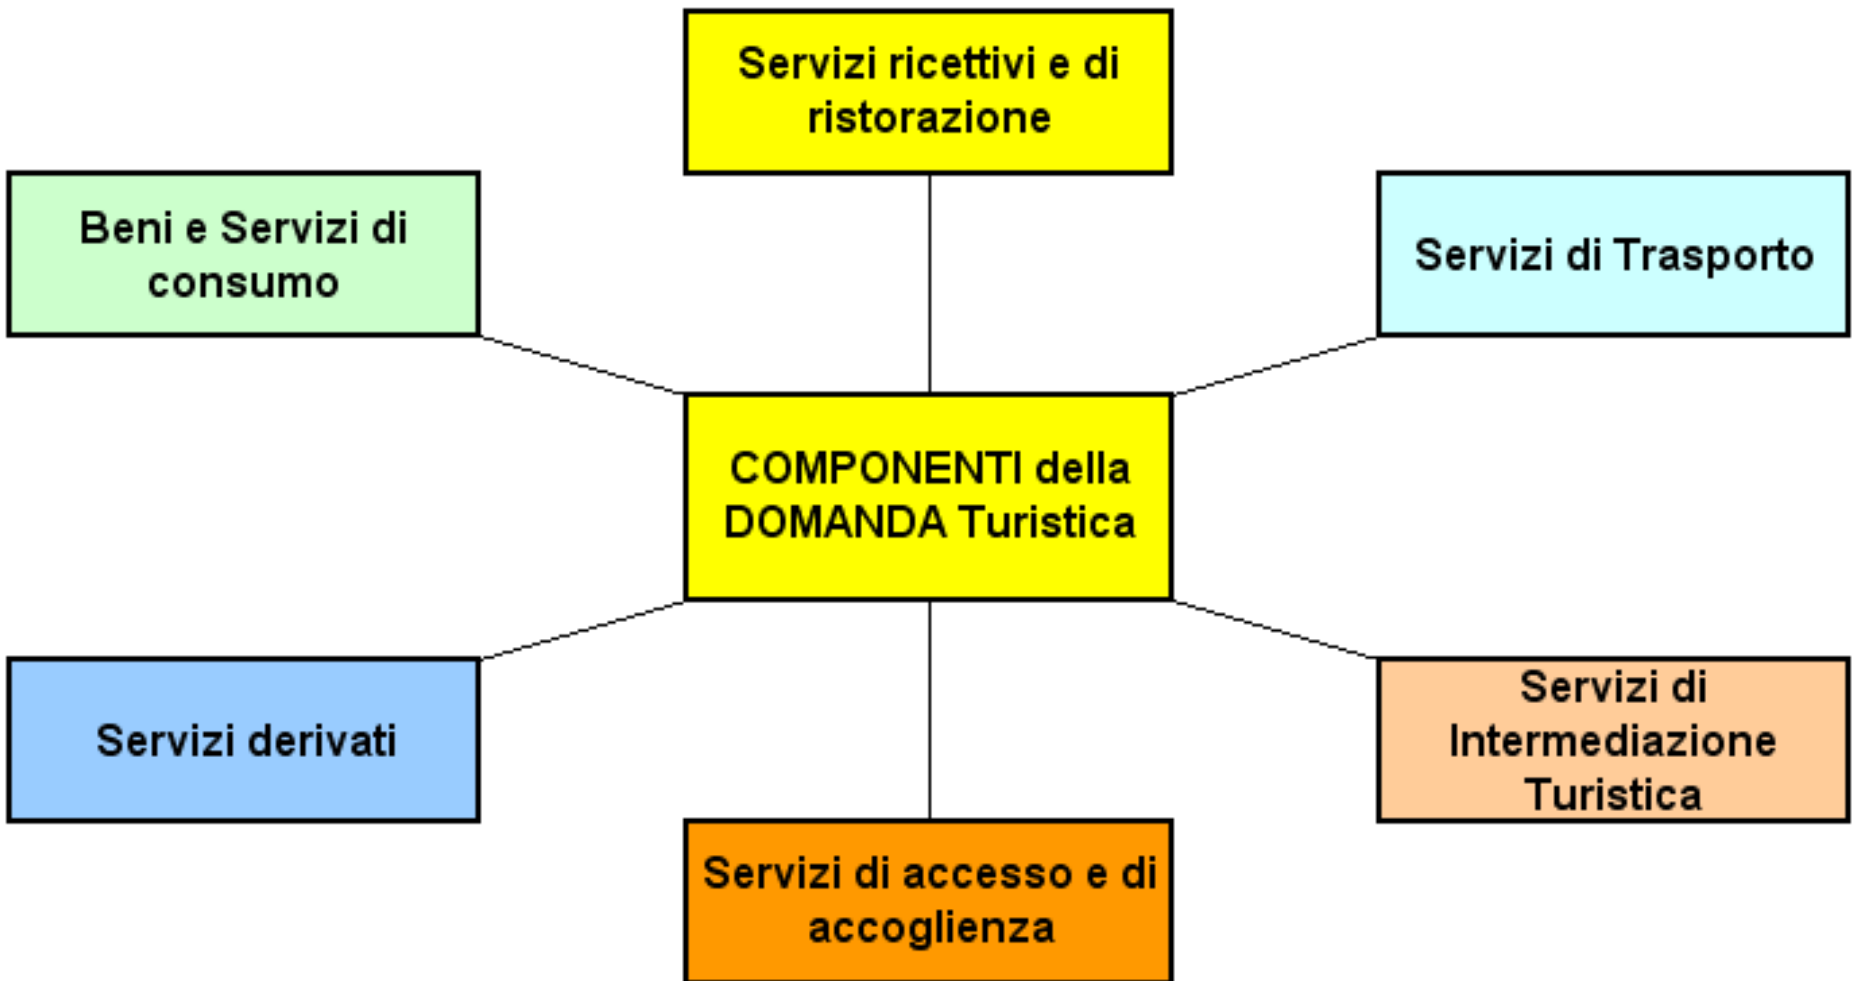 Servizi ricettivi e di
ristorazione
Beni e Servizi di
consumo
Servizi di Trasporto
COMPONENTI della
DOMANDA Turistica
Servizi derivati
Servizi di
Intermediazione
Turistica
Servizi di accesso e di
accoglienza